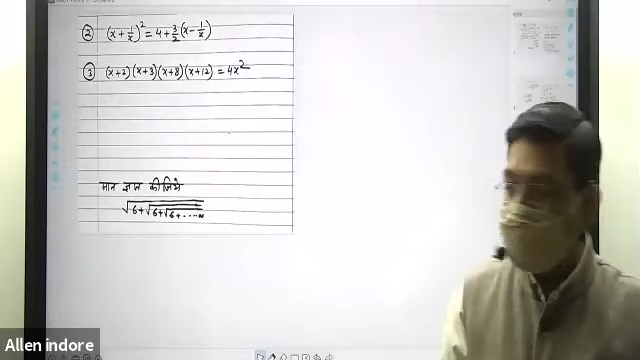 ② (x + 1/x)² = 4 + 3/2 (x - 1/x)
③ (x+2)(x+3)(x+8)(x+12) = 4x²
मान ज्ञात कीजिये
√6+√6+√6+.....∞
Allen indore